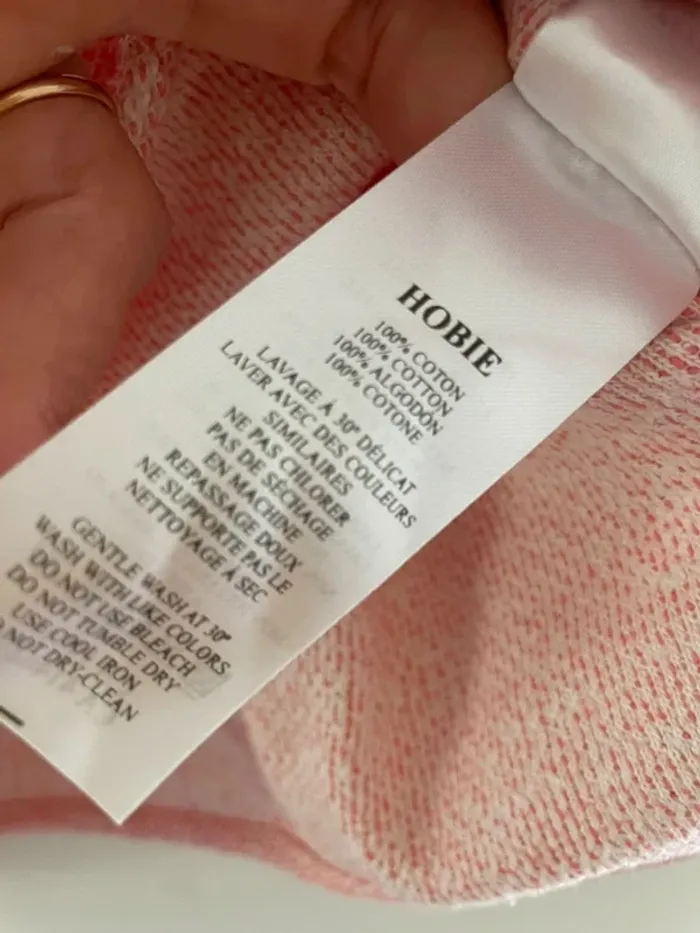 HOBIE
100% COTON
100% COTTON
100% ALGODON
100% COTONE
LAVAGE À 30° DÉLICAT
LAVER AVEC DES COULEURS
SIMILAIRES
NE PAS CHLORER
PAS DE SÉCHAGE
EN MACHINE
REPASSAGE DOUX
NE SUPPORTE PAS LE
NETTOYAGE À SEC
GENTLE WASH AT 30°
WASH WITH LIKE COLORS
DO NOT USE BLEACH
DO NOT TUMBLE DRY
USE COOL IRON
NOT DRY-CLEAN